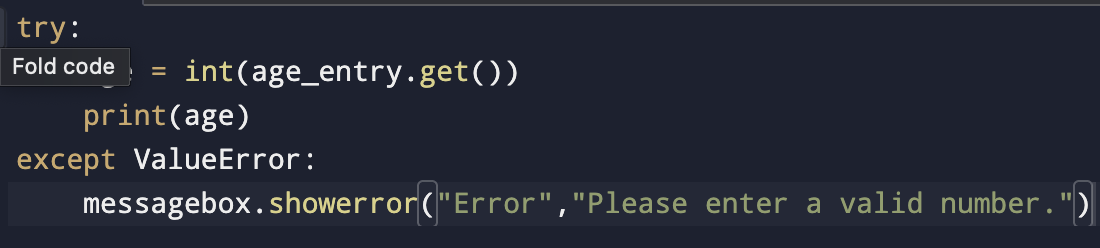 try:
Fold code
= int(age_entry.get())
print(age)
except ValueError:
messagebox.showerror("Error","Please enter a valid number.")